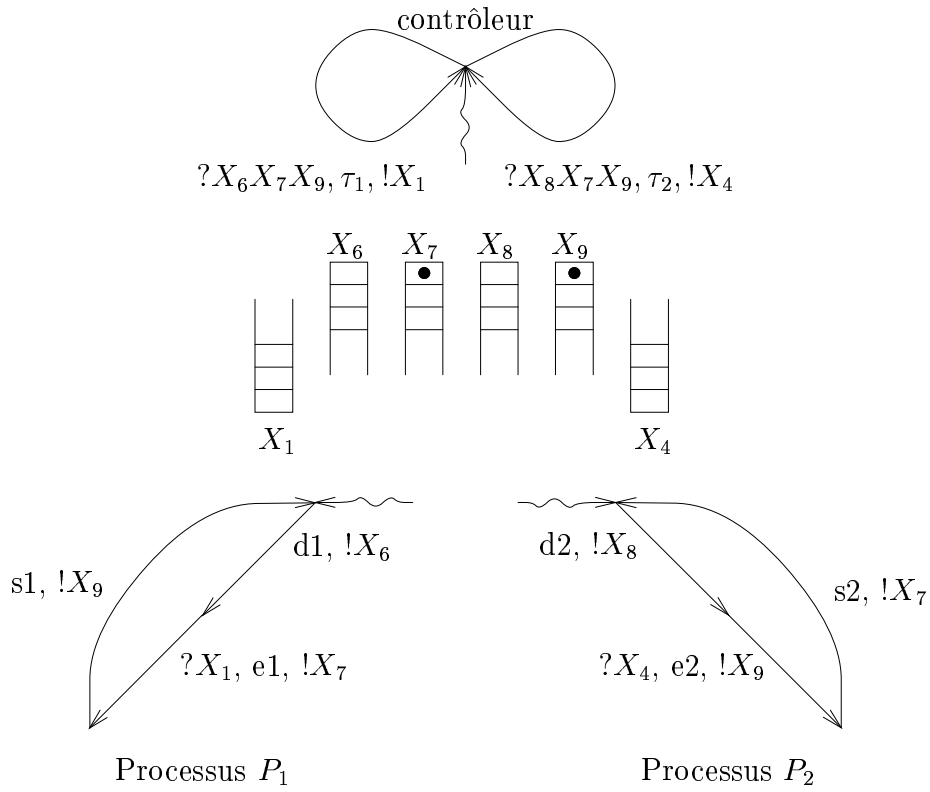 contrôleur
?X₆X₇X₉, τ₁, !X₁
?X₈X₇X₉, τ₂, !X₄
X₆ X₇ X₈ X₉
X₁ X₄
d1, !X₆
d2, !X₈
s1, !X₉
s2, !X₇
?X₁, e1, !X₇
?X₄, e2, !X₉
Processus P₁
Processus P₂